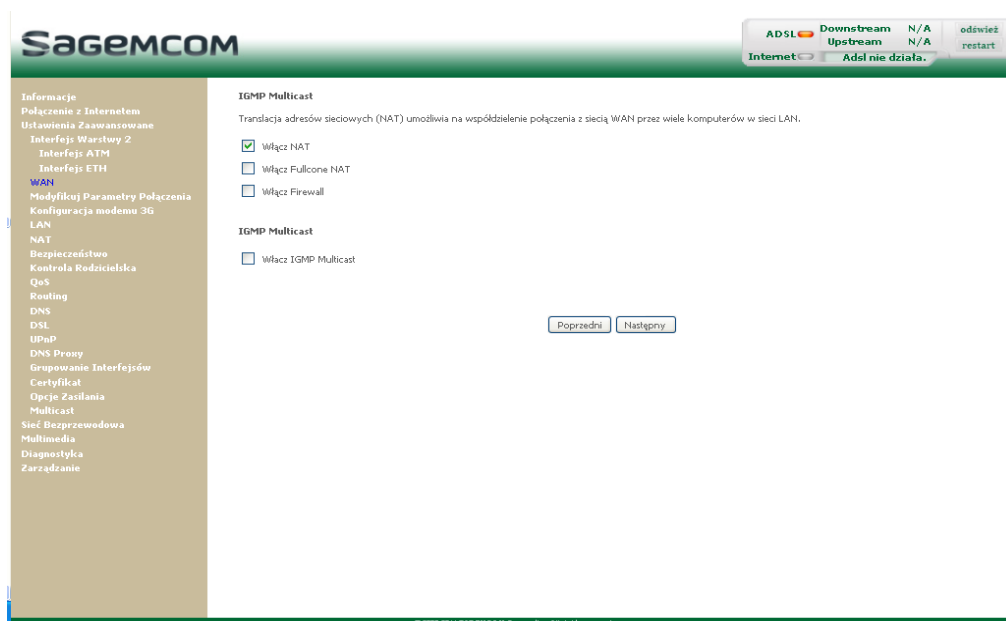 Sagemcom
ADSL Downstream N/A
Upstream N/A
Internet Adsl nie działa.
odśwież
restart
Informacje
Połączenie z Internetem
Ustawienia Zaawansowane
Interfejs Warstwy 2
Interfejs ATM
Interfejs ETH
WAN
Modyfikuj Parametry Połączenia
Konfiguracja modemu 3G
LAN
NAT
Bezpieczeństwo
Kontrola Rodzicielska
QoS
Routing
DNS
DSL
UPnP
DNS Proxy
Grupowanie Interfejsów
Certyfikat
Opcje Zasilania
Multicast
Sieć Bezprzewodowa
Multimedia
Diagnostyka
Zarządzanie
IGMP Multicast
Translacja adresów sieciowych (NAT) umożliwia na współdzielenie połączenia z siecią WAN przez wiele komputerów w sieci LAN.
Włącz NAT
Włącz Fullcone NAT
Włącz Firewall
IGMP Multicast
Włacz IGMP Multicast
Poprzedni Następny